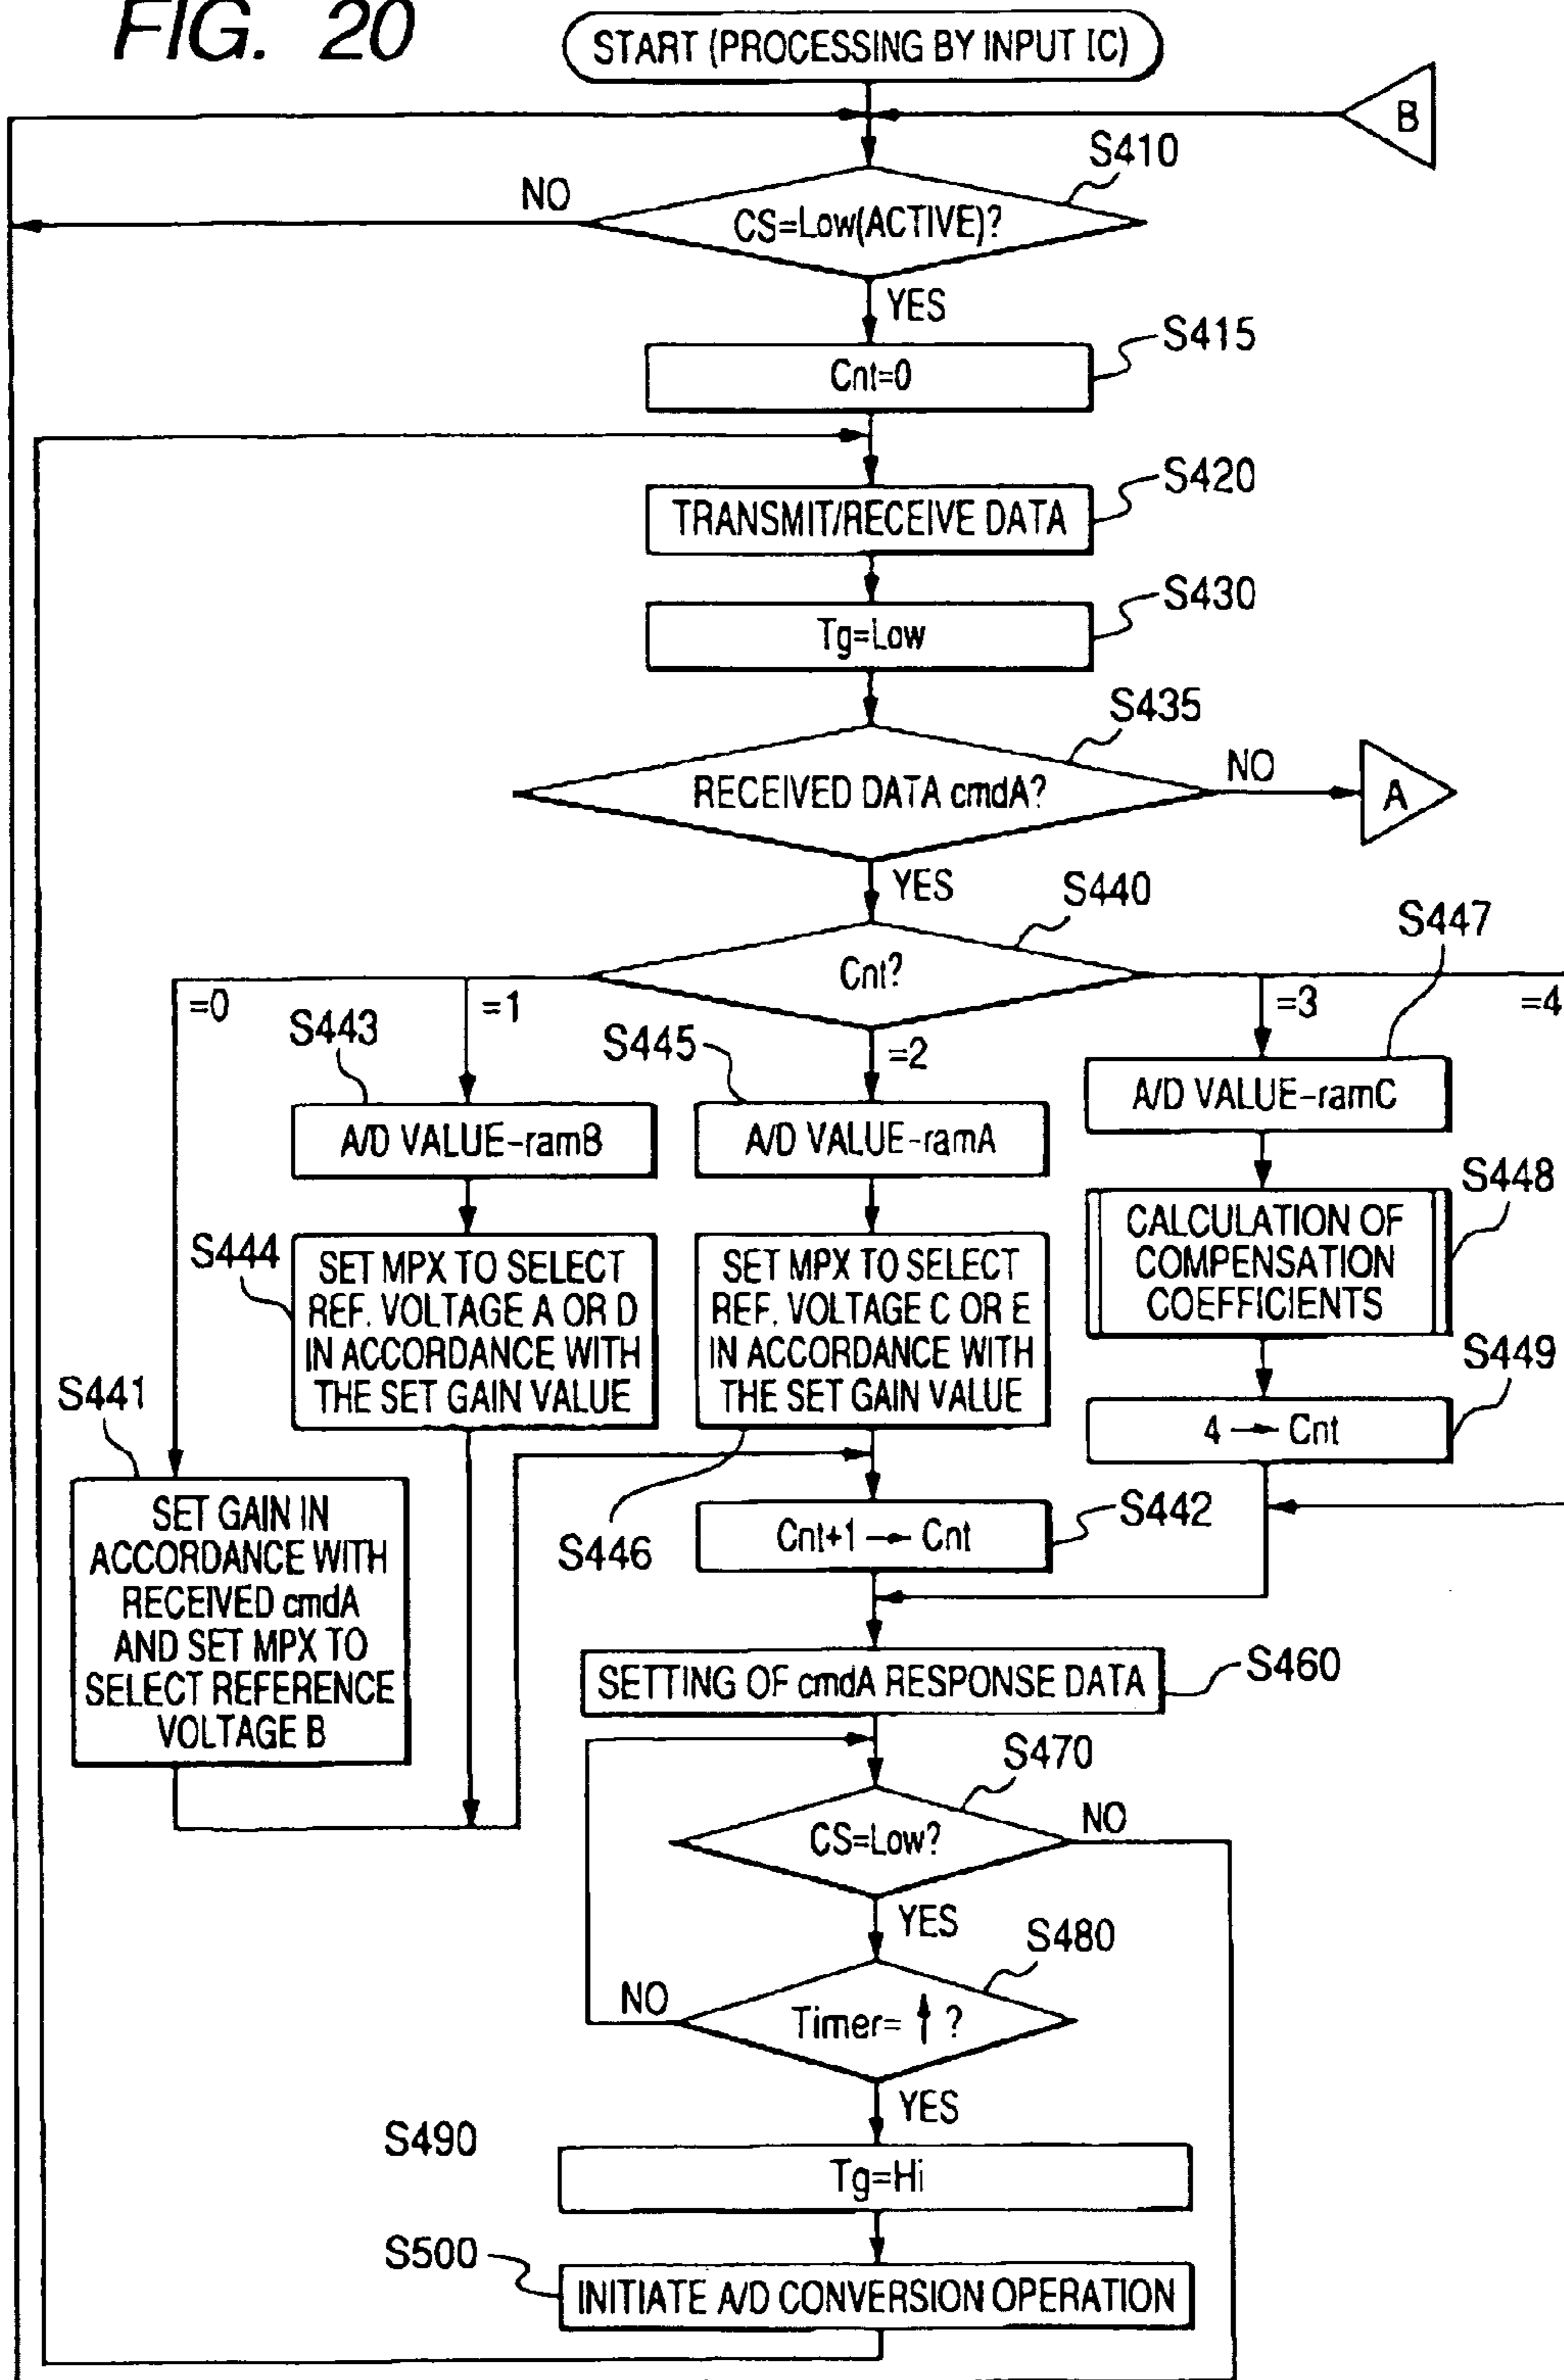 FIG. 20
START (PROCESSING BY INPUT IC)
B
S410
NO
CS=Low(ACTIVE)?
YES
S415
Cnt=0
S420
TRANSMIT/RECEIVE DATA
S430
Tg=Low
S435
RECEIVED DATA cmdA?
NO
A
YES
S440
Cnt?
S447
=0
=1
=2
=3
=4
S443
S445
A/D VALUE-ramB
A/D VALUE-ramA
A/D VALUE-ramC
S448
CALCULATION OF
COMPENSATION
COEFFICIENTS
S444
SET MPX TO SELECT
REF. VOLTAGE A OR D
IN ACCORDANCE WITH
THE SET GAIN VALUE
SET MPX TO SELECT
REF. VOLTAGE C OR E
IN ACCORDANCE WITH
THE SET GAIN VALUE
S449
4 → Cnt
S441
SET GAIN IN
ACCORDANCE WITH
RECEIVED cmdA
AND SET MPX TO
SELECT REFERENCE
VOLTAGE B
S446
S442
Cnt+1 → Cnt
SETTING OF cmdA RESPONSE DATA
S460
S470
CS=Low?
NO
YES
S480
NO
Timer= ↑ ?
YES
S490
Tg=Hi
S500
INITIATE A/D CONVERSION OPERATION